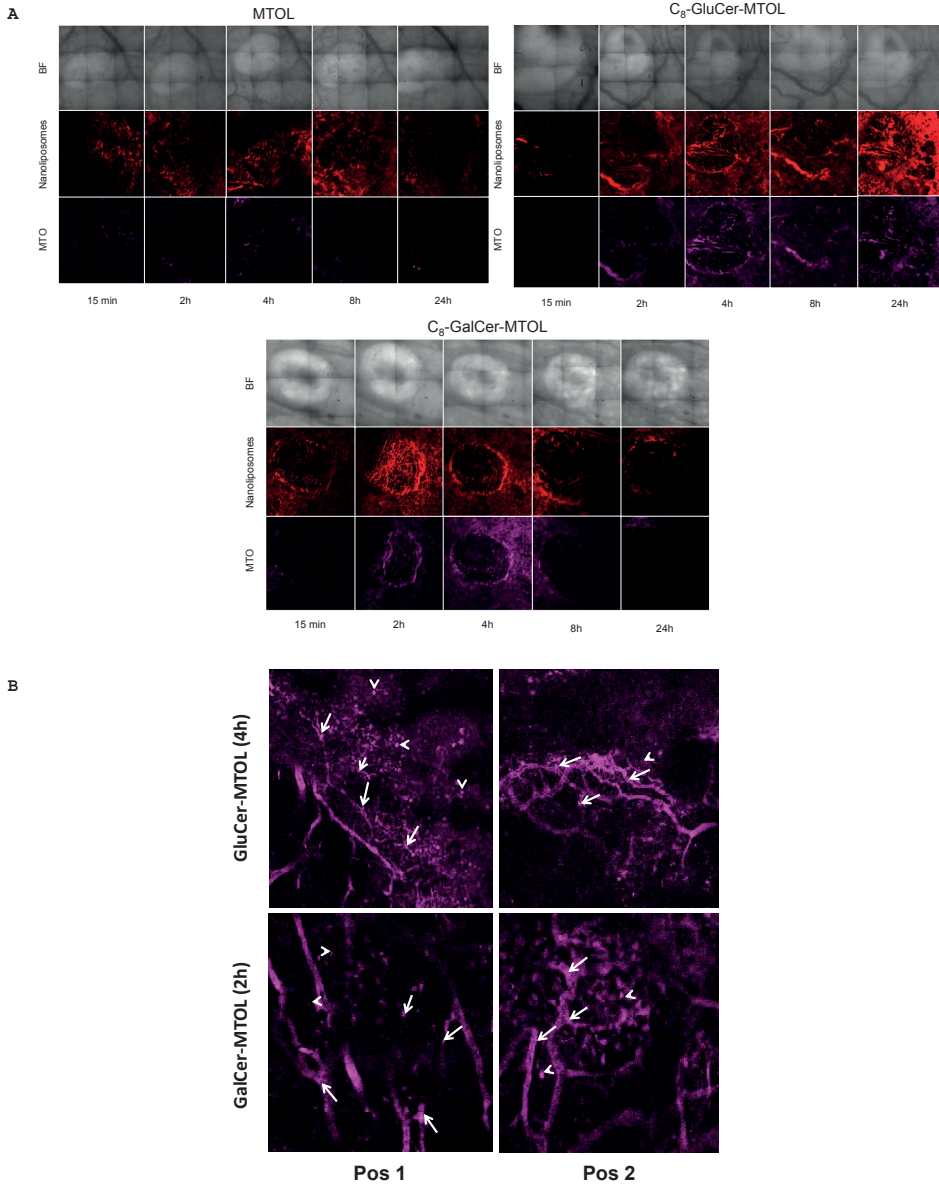 A
MTOL
BF
Nanoliposomes
MTO
15 min 2h 4h 8h 24h
C₈-GluCer-MTOL
BF
Nanoliposomes
MTO
15 min 2h 4h 8h 24h
C₈-GalCer-MTOL
BF
Nanoliposomes
MTO
15 min 2h 4h 8h 24h
B
GluCer-MTOL (4h)
GalCer-MTOL (2h)
Pos 1 Pos 2